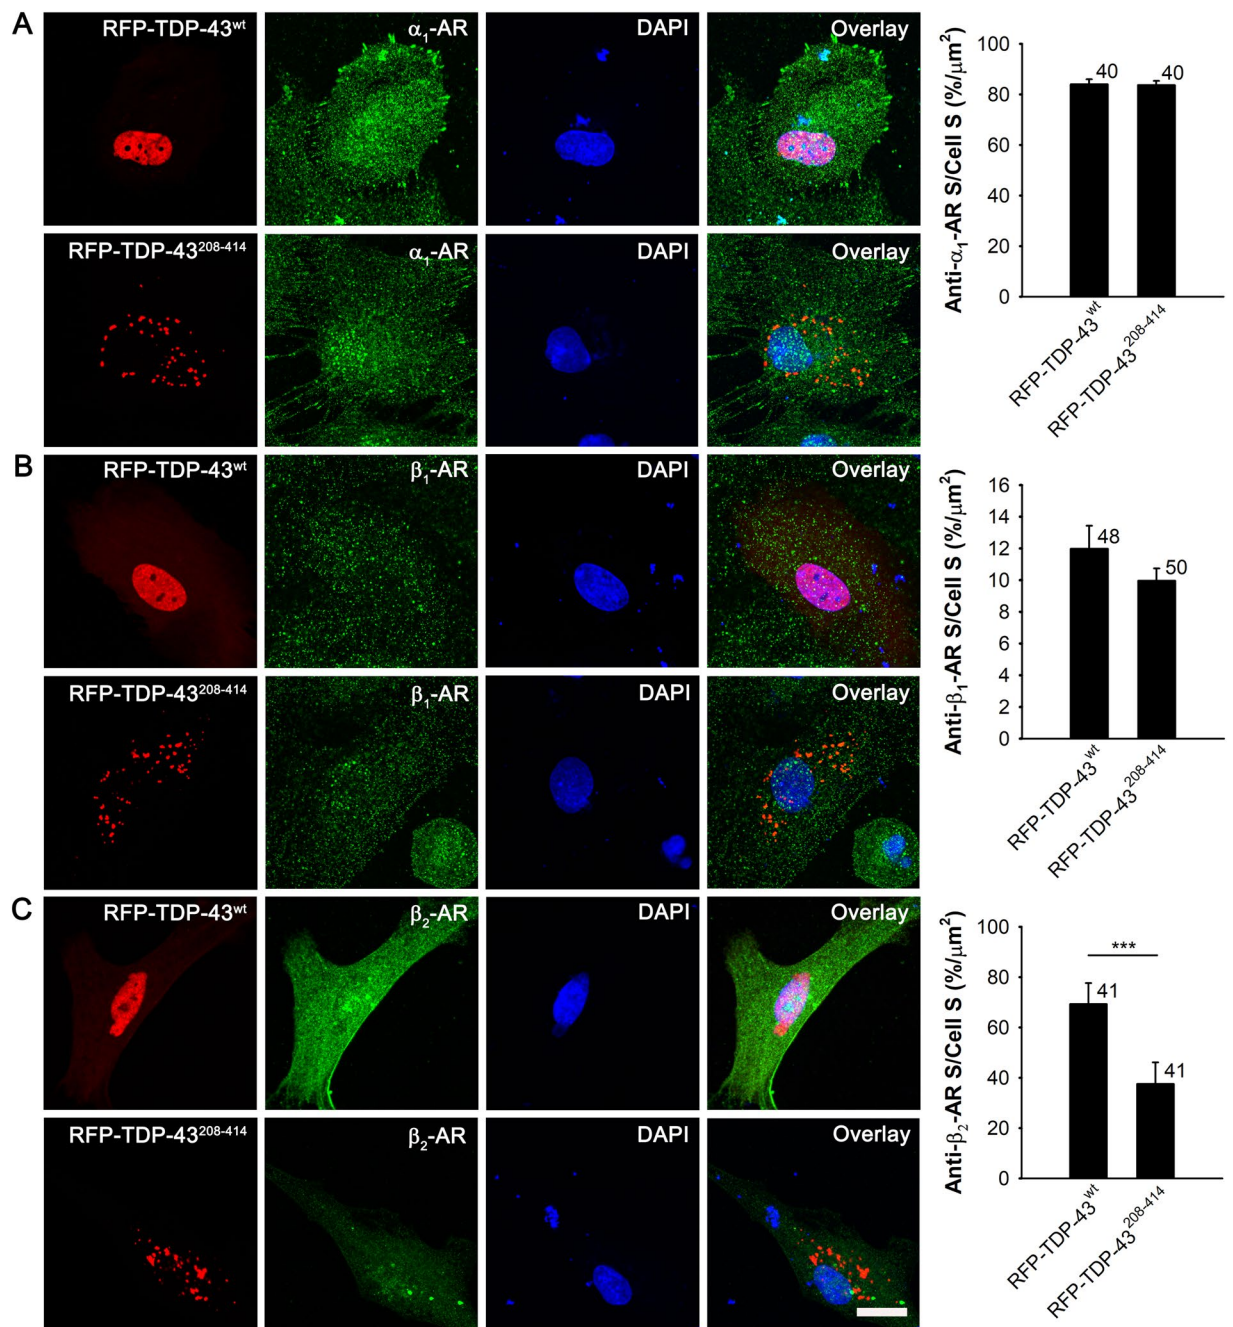 A
RFP-TDP-43ʷᵗ
α₁-AR
DAPI
Overlay
RFP-TDP-43²⁰⁸⁻⁴¹⁴
α₁-AR
DAPI
Overlay
Anti-α₁-AR S/Cell S (%/μm²)
100
80
60
40
20
0
40
40
RFP-TDP-43ʷᵗ
RFP-TDP-43²⁰⁸⁻⁴¹⁴
B
RFP-TDP-43ʷᵗ
β₁-AR
DAPI
Overlay
RFP-TDP-43²⁰⁸⁻⁴¹⁴
β₁-AR
DAPI
Overlay
Anti-β₁-AR S/Cell S (%/μm²)
16
14
12
10
8
6
4
2
0
48
50
RFP-TDP-43ʷᵗ
RFP-TDP-43²⁰⁸⁻⁴¹⁴
C
RFP-TDP-43ʷᵗ
β₂-AR
DAPI
Overlay
RFP-TDP-43²⁰⁸⁻⁴¹⁴
β₂-AR
DAPI
Overlay
Anti-β₂-AR S/Cell S (%/μm²)
100
80
60
40
20
0
***
41
41
RFP-TDP-43ʷᵗ
RFP-TDP-43²⁰⁸⁻⁴¹⁴